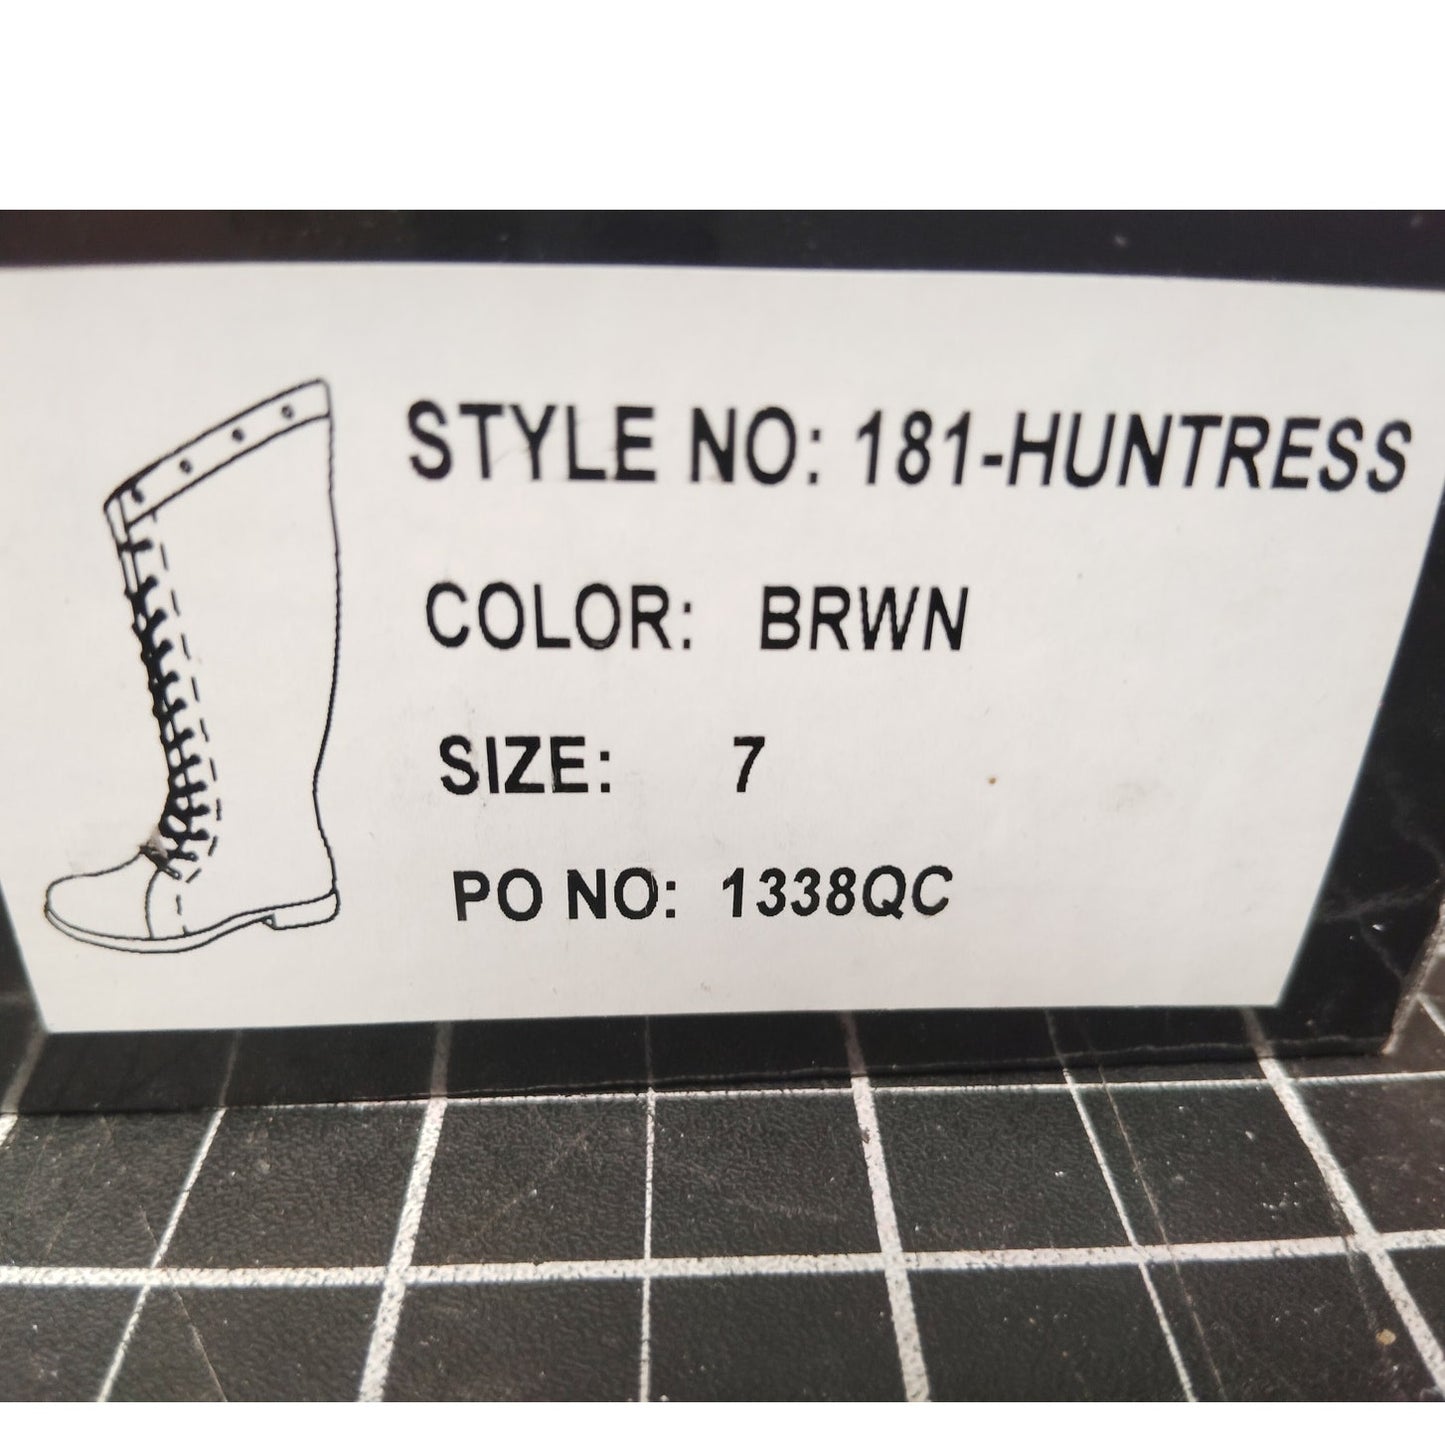 STYLE NO: 181-HUNTRESS
COLOR: BRWN
SIZE: 7
PO NO: 1338QC